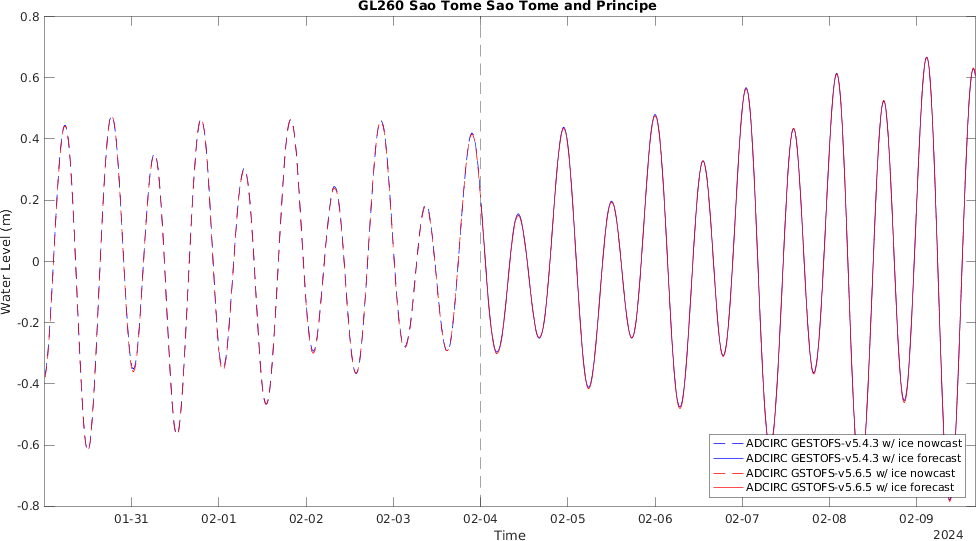 GL260 Sao Tome Sao Tome and Principe
Water Level (m)
0.8
0.6
0.4
0.2
0
-0.2
-0.4
-0.6
-0.8
ADCIRC GESTOFS-v5.4.3 w/ ice nowcast
ADCIRC GESTOFS-v5.4.3 w/ ice forecast
ADCIRC GSTOFS-v5.6.5 w/ ice nowcast
ADCIRC GSTOFS-v5.6.5 w/ ice forecast
01-31 02-01 02-02 02-03 02-04 02-05 02-06 02-07 02-08 02-09
Time
2024